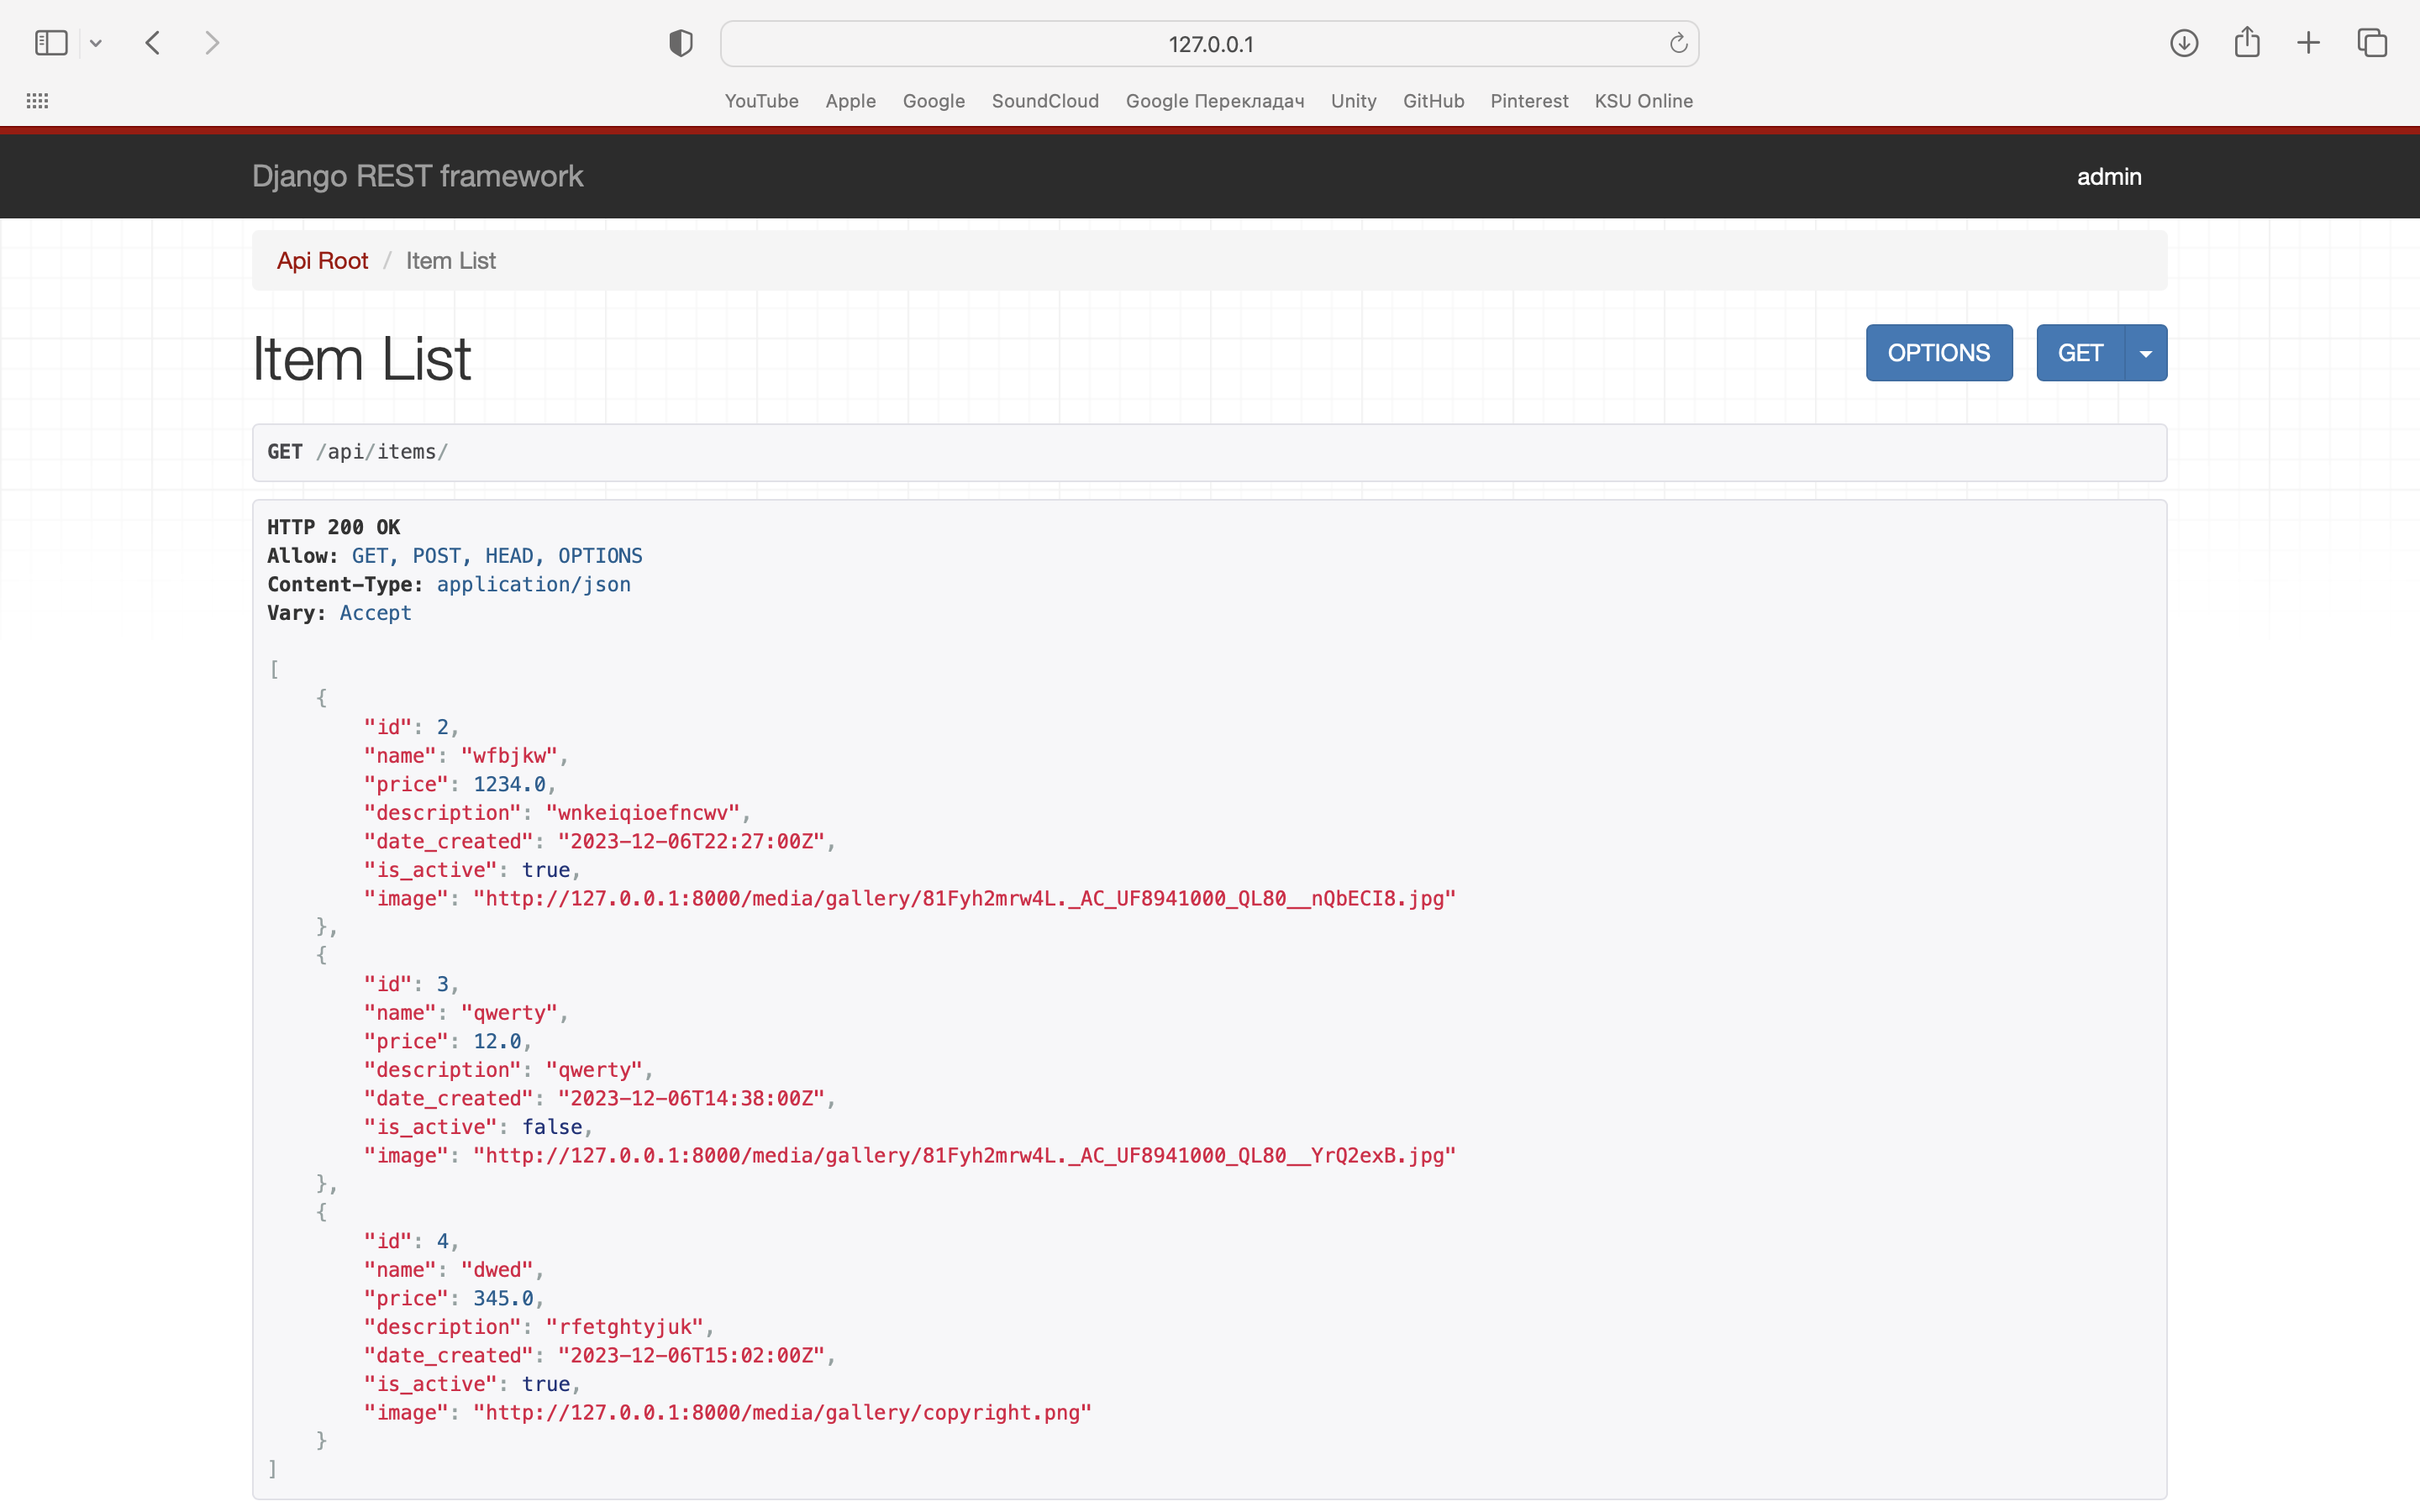 127.0.0.1
YouTube Apple Google SoundCloud Google Перекладач Unity GitHub Pinterest KSU Online
Django REST framework admin
Api Root / Item List
Item List OPTIONS GET
GET /api/items/
HTTP 200 OK
Allow: GET, POST, HEAD, OPTIONS
Content-Type: application/json
Vary: Accept
[
    {
        "id": 2,
        "name": "wfbjkw",
        "price": 1234.0,
        "description": "wnkeiqioefncwv",
        "date_created": "2023-12-06T22:27:00Z",
        "is_active": true,
        "image": "http://127.0.0.1:8000/media/gallery/81Fyh2mrw4L._AC_UF8941000_QL80__nQbECI8.jpg"
    },
    {
        "id": 3,
        "name": "qwerty",
        "price": 12.0,
        "description": "qwerty",
        "date_created": "2023-12-06T14:38:00Z",
        "is_active": false,
        "image": "http://127.0.0.1:8000/media/gallery/81Fyh2mrw4L._AC_UF8941000_QL80__YrQ2exB.jpg"
    },
    {
        "id": 4,
        "name": "dwed",
        "price": 345.0,
        "description": "rfetghtyjuk",
        "date_created": "2023-12-06T15:02:00Z",
        "is_active": true,
        "image": "http://127.0.0.1:8000/media/gallery/copyright.png"
    }
]